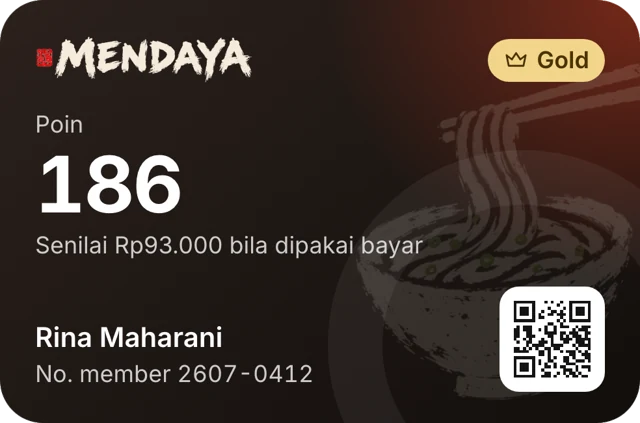 MENDAYA
Gold
Poin
186
Senilai Rp93.000 bila dipakai bayar
Rina Maharani
No. member 2607-0412